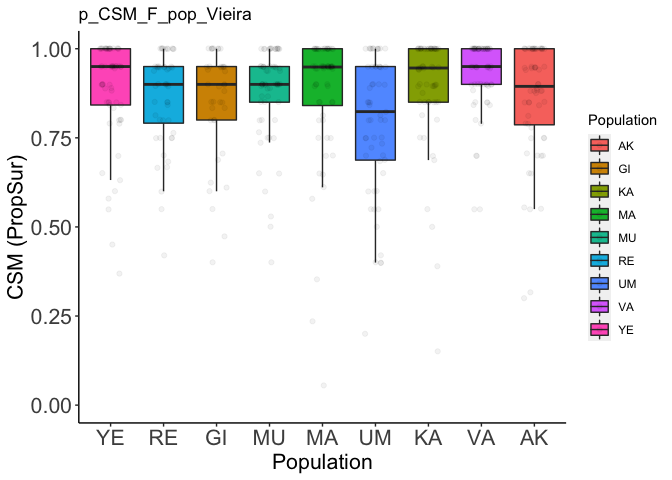 p_CSM_F_pop_Vieira
CSM (PropSur)
1.00
0.75
0.50
0.25
0.00
YE RE GI MU MA UM KA VA AK
Population
Population
AK
GI
KA
MA
MU
RE
UM
VA
YE